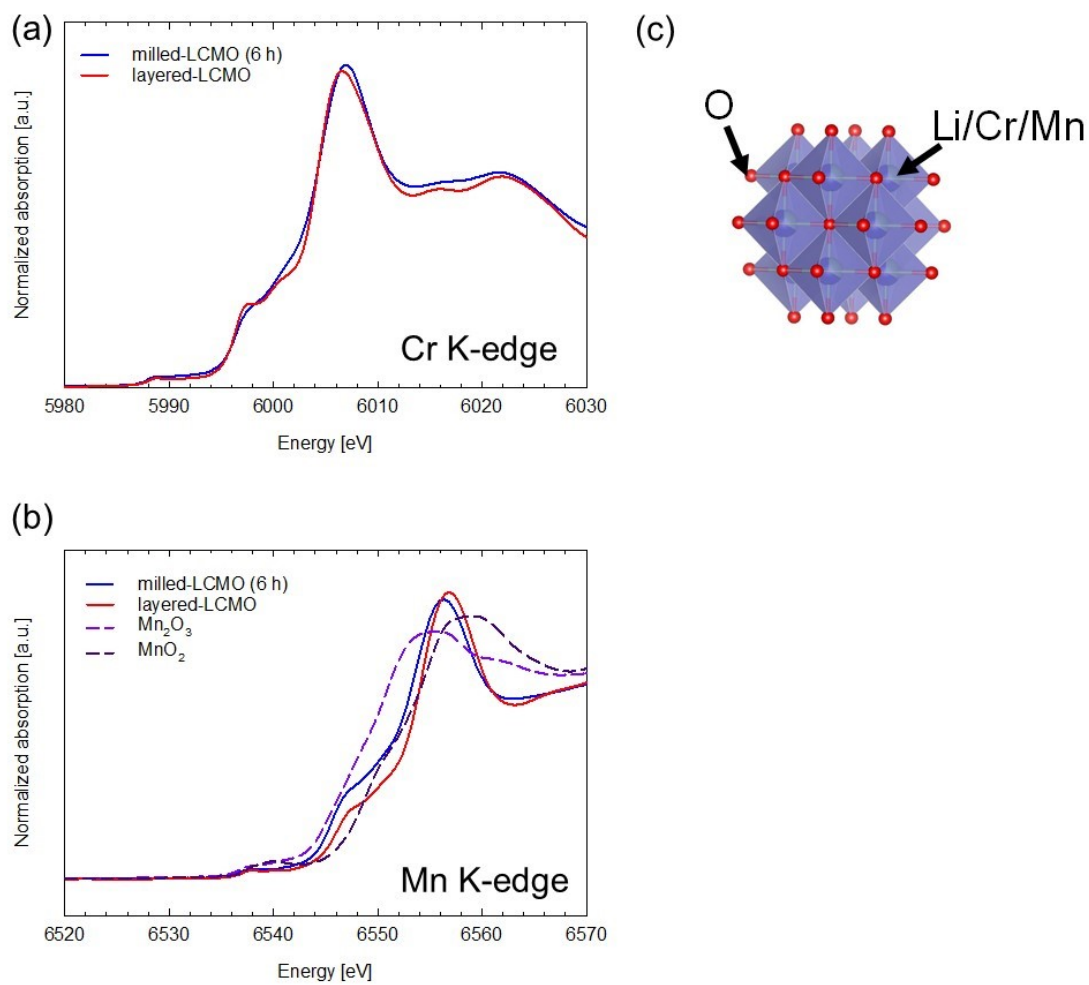 (a)
Normalized absorption [a.u.]
milled-LCMO (6 h)
layered-LCMO
Cr K-edge
5980 5990 6000 6010 6020 6030
Energy [eV]
(c)
O
Li/Cr/Mn
(b)
Normalized absorption [a.u.]
milled-LCMO (6 h)
layered-LCMO
Mn₂O₃
MnO₂
Mn K-edge
6520 6530 6540 6550 6560 6570
Energy [eV]